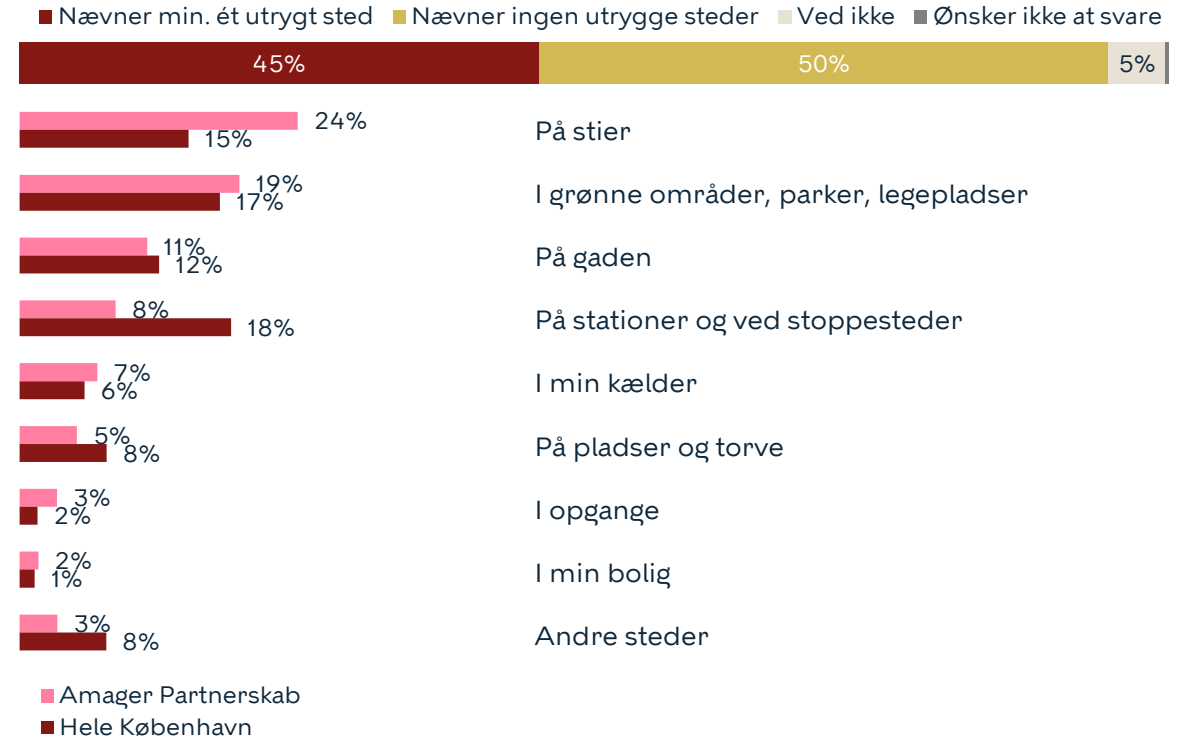 Nævner min. ét utrygt sted Nævner ingen utrygge steder Ved ikke Ønsker ikke at svare
45% 50% 5%
24%
15% På stier
19%
17% I grønne områder, parker, legepladser
11%
12% På gaden
8%
18% På stationer og ved stoppesteder
7%
6% I min kælder
5%
8% På pladser og torve
3%
2% I opgange
2%
1% I min bolig
3%
8% Andre steder
Amager Partnerskab
Hele København